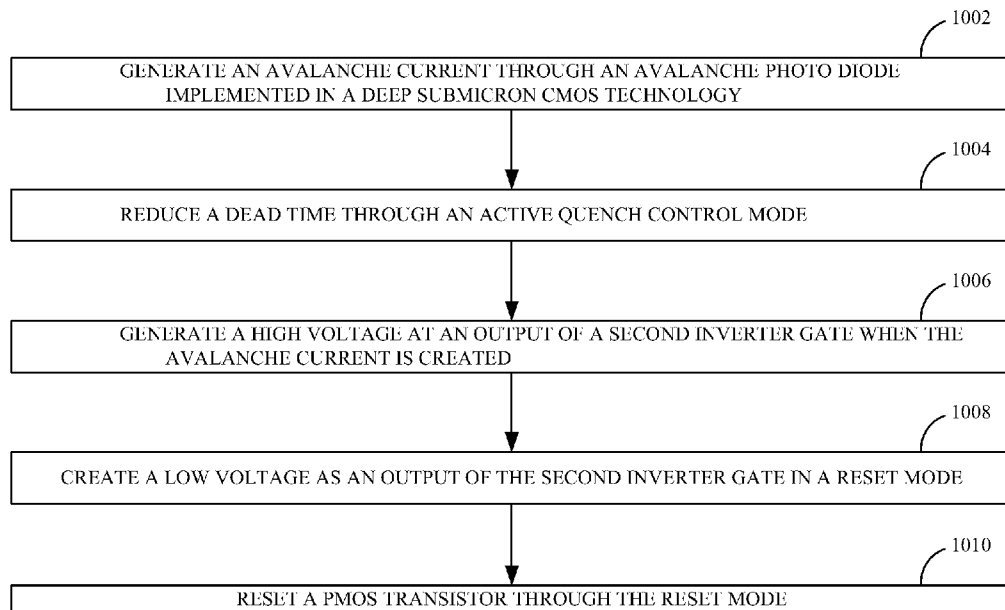 1002
GENERATE AN AVALANCHE CURRENT THROUGH AN AVALANCHE PHOTO DIODE
IMPLEMENTED IN A DEEP SUBMICRON CMOS TECHNOLOGY
1004
REDUCE A DEAD TIME THROUGH AN ACTIVE QUENCH CONTROL MODE
1006
GENERATE A HIGH VOLTAGE AT AN OUTPUT OF A SECOND INVERTER GATE WHEN THE
AVALANCHE CURRENT IS CREATED
1008
CREATE A LOW VOLTAGE AS AN OUTPUT OF THE SECOND INVERTER GATE IN A RESET MODE
1010
RESET A PMOS TRANSISTOR THROUGH THE RESET MODE